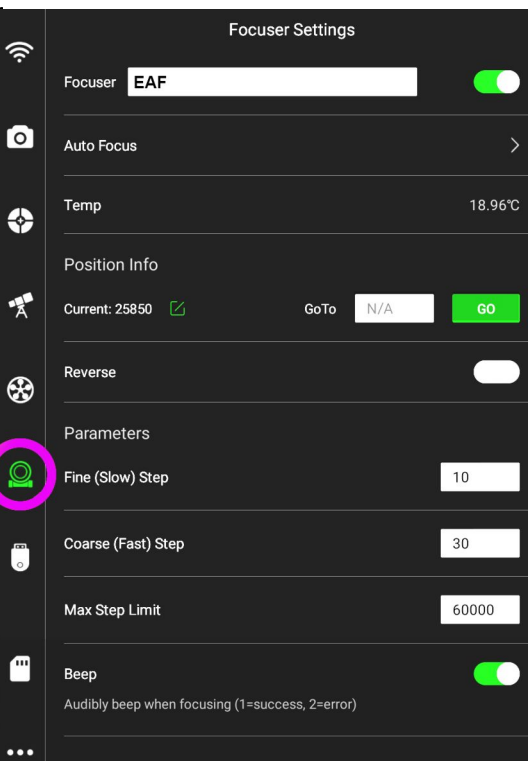 Focuser Settings
Focuser EAF
Auto Focus
Temp 18.96℃
Position Info
Current: 25850 GoTo N/A GO
Reverse
Parameters
Fine (Slow) Step 10
Coarse (Fast) Step 30
Max Step Limit 60000
Beep
Audibly beep when focusing (1=success, 2=error)